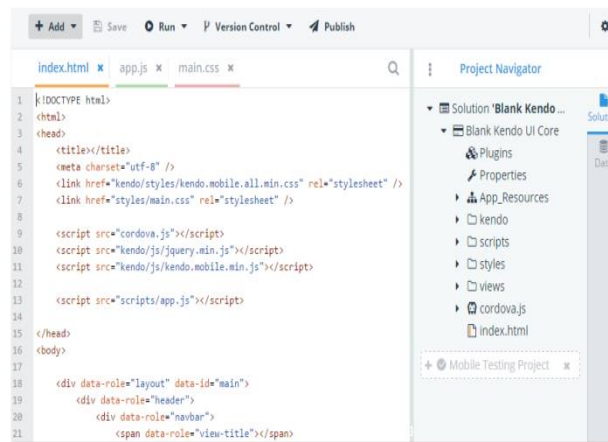 + Add Save Run Version Control Publish
index.html x app.js x main.css x
Project Navigator
1 <!DOCTYPE html>
2 <html>
3 <head>
4 <title></title>
5 <meta charset="utf-8" />
6 <link href="kendo/styles/kendo.mobile.all.min.css" rel="stylesheet" />
7 <link href="styles/main.css" rel="stylesheet" />
8
9 <script src="cordova.js"></script>
10 <script src="kendo/js/jquery.min.js"></script>
11 <script src="kendo/js/kendo.mobile.min.js"></script>
12
13 <script src="scripts/app.js"></script>
14
15 </head>
16 <body>
17
18 <div data-role="layout" data-id="main">
19 <div data-role="header">
20 <div data-role="navbar">
21 <span data-role="view-title"></span>
Solution 'Blank Kendo ...
Blank Kendo UI Core
Plugins
Properties
App_Resources
kendo
scripts
styles
views
cordova.js
index.html
+ Mobile Testing Project x
Solut
Dat